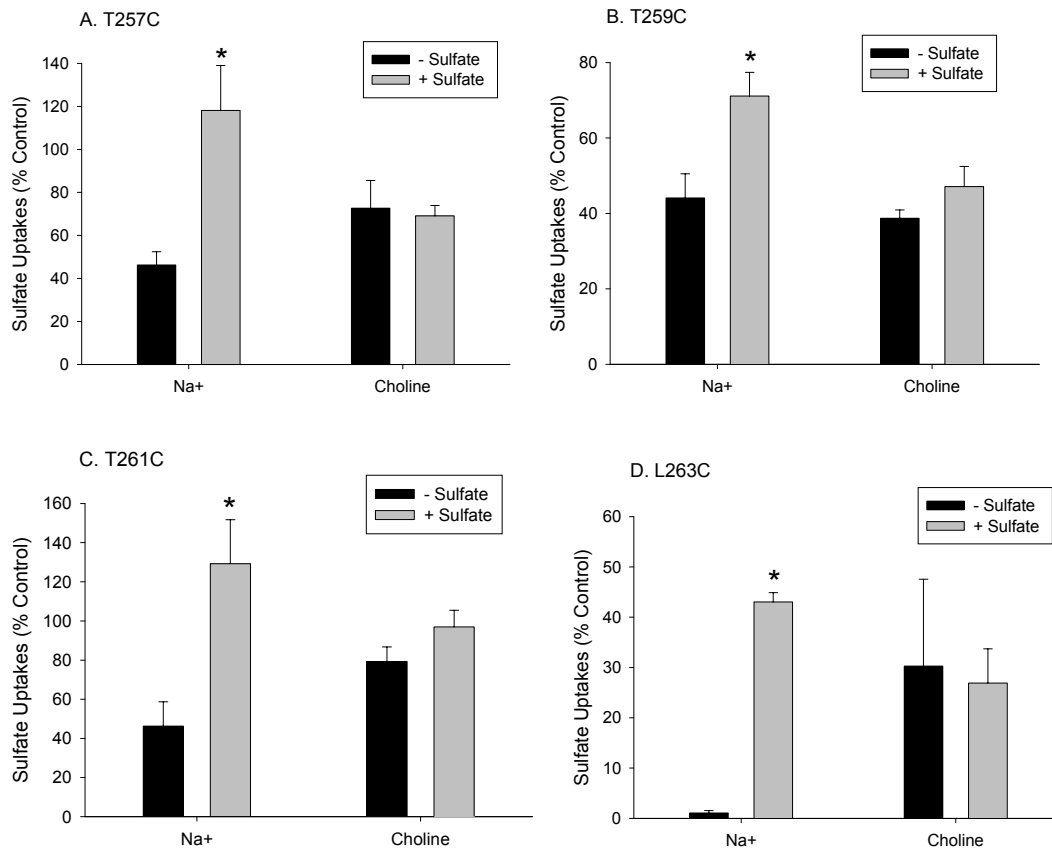 A. T257C
- Sulfate
+ Sulfate
Sulfate Uptakes (% Control)
140
120
100
80
60
40
20
0
*
Na+
Choline
B. T259C
- Sulfate
+ Sulfate
Sulfate Uptakes (% Control)
80
60
40
20
0
*
Na+
Choline
C. T261C
- Sulfate
+ Sulfate
Sulfate Uptakes (% Control)
160
140
120
100
80
60
40
20
0
*
Na+
Choline
D. L263C
- Sulfate
+ Sulfate
Sulfate Uptakes (% Control)
60
50
40
30
20
10
0
*
Na+
Choline